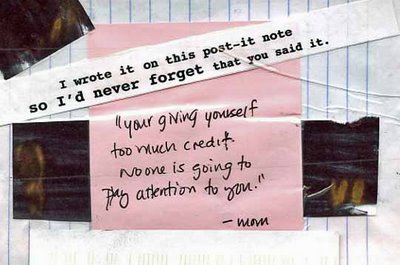 I wrote it on this post-it note
so I'd never forget that you said it.
"your giving yourself
too much credit.
noone is going to
pay attention to you."
- mom